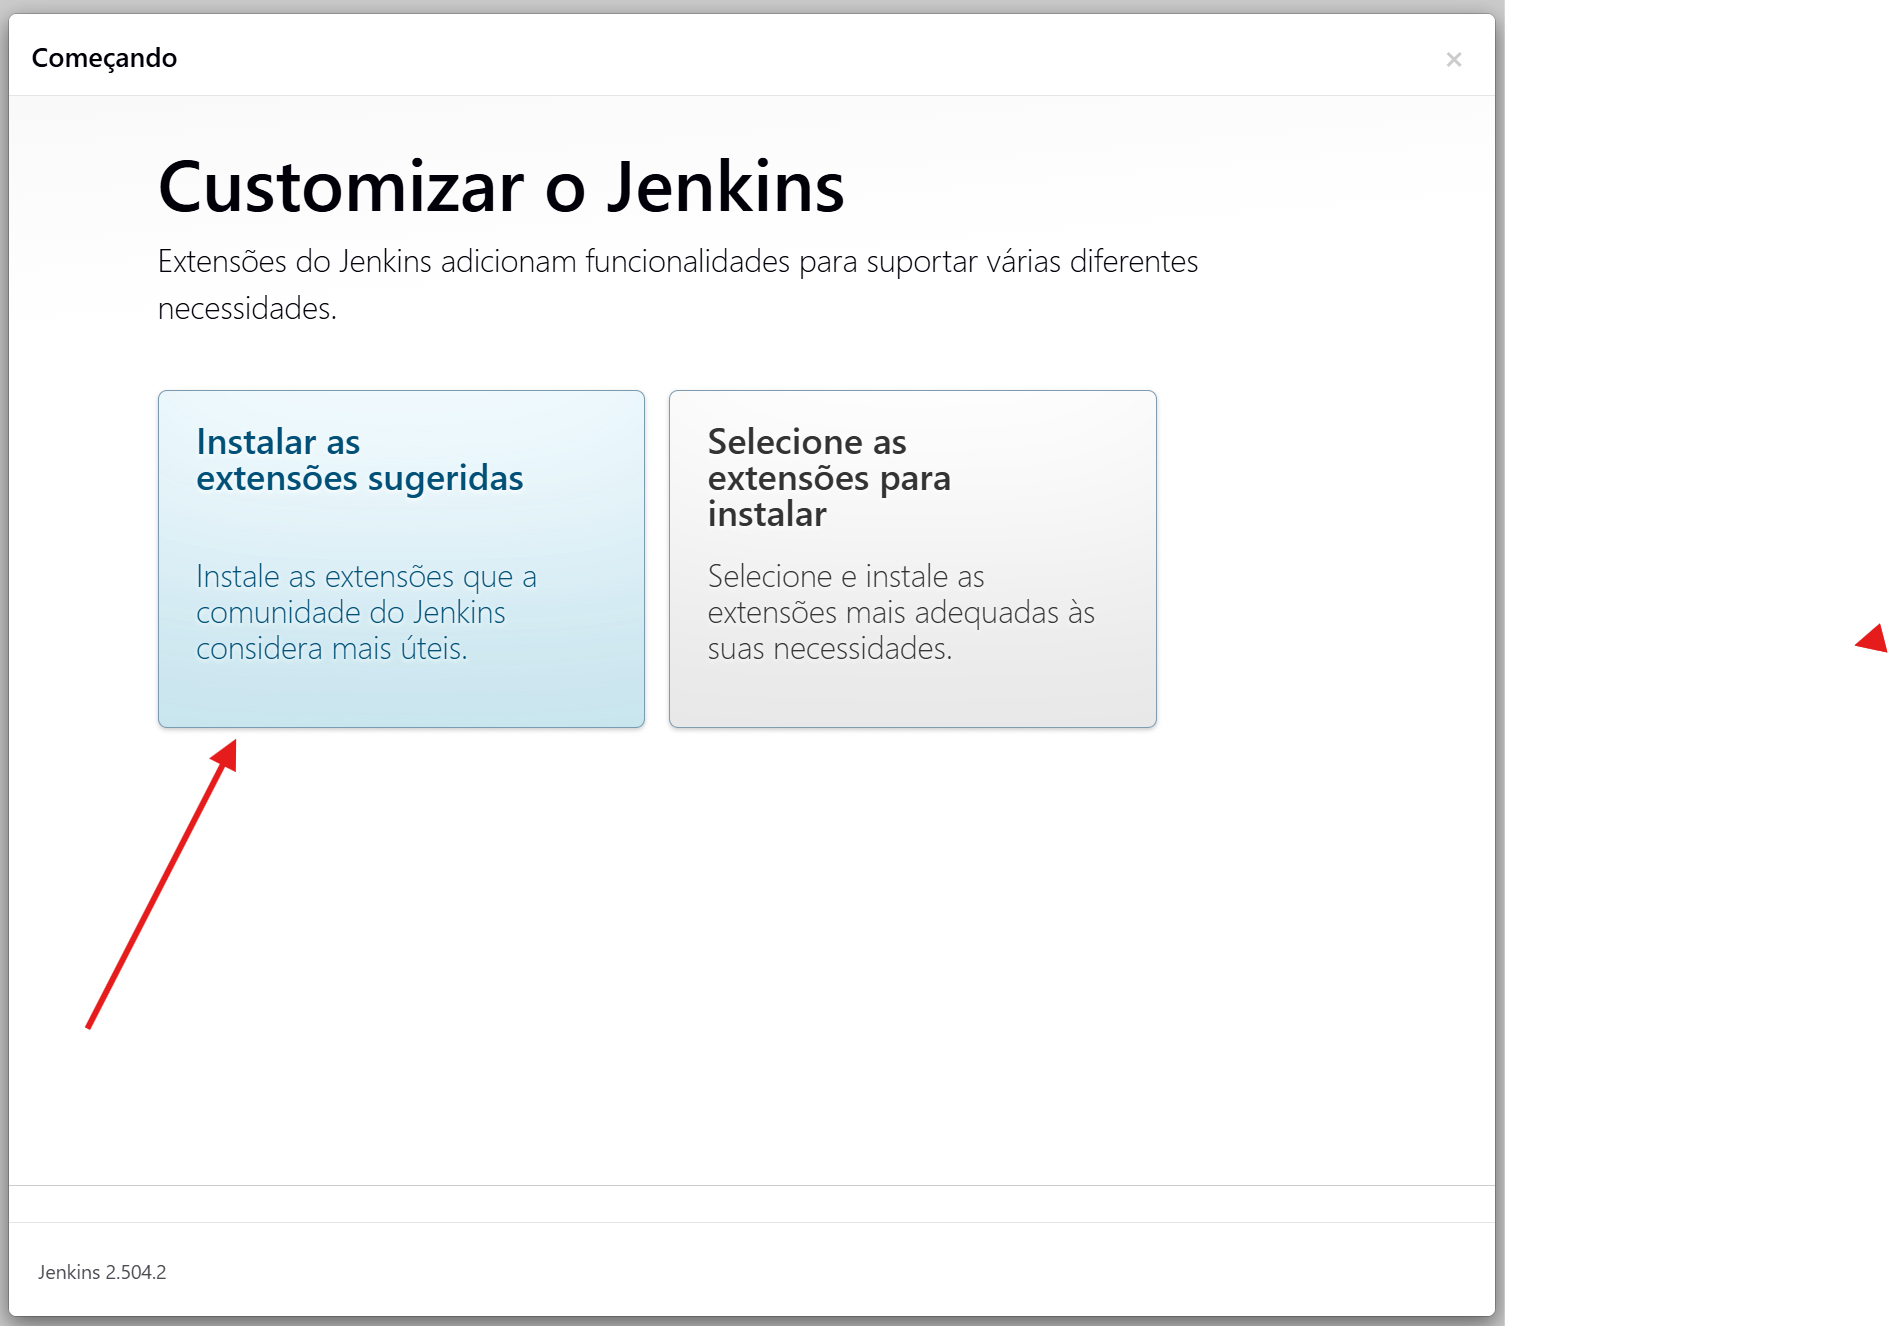 Começando
×
Customizar o Jenkins
Extensões do Jenkins adicionam funcionalidades para suportar várias diferentes
necessidades.
Instalar as
extensões sugeridas
Instale as extensões que a
comunidade do Jenkins
considera mais úteis.
Selecione as
extensões para
instalar
Selecione e instale as
extensões mais adequadas às
suas necessidades.
Jenkins 2.504.2